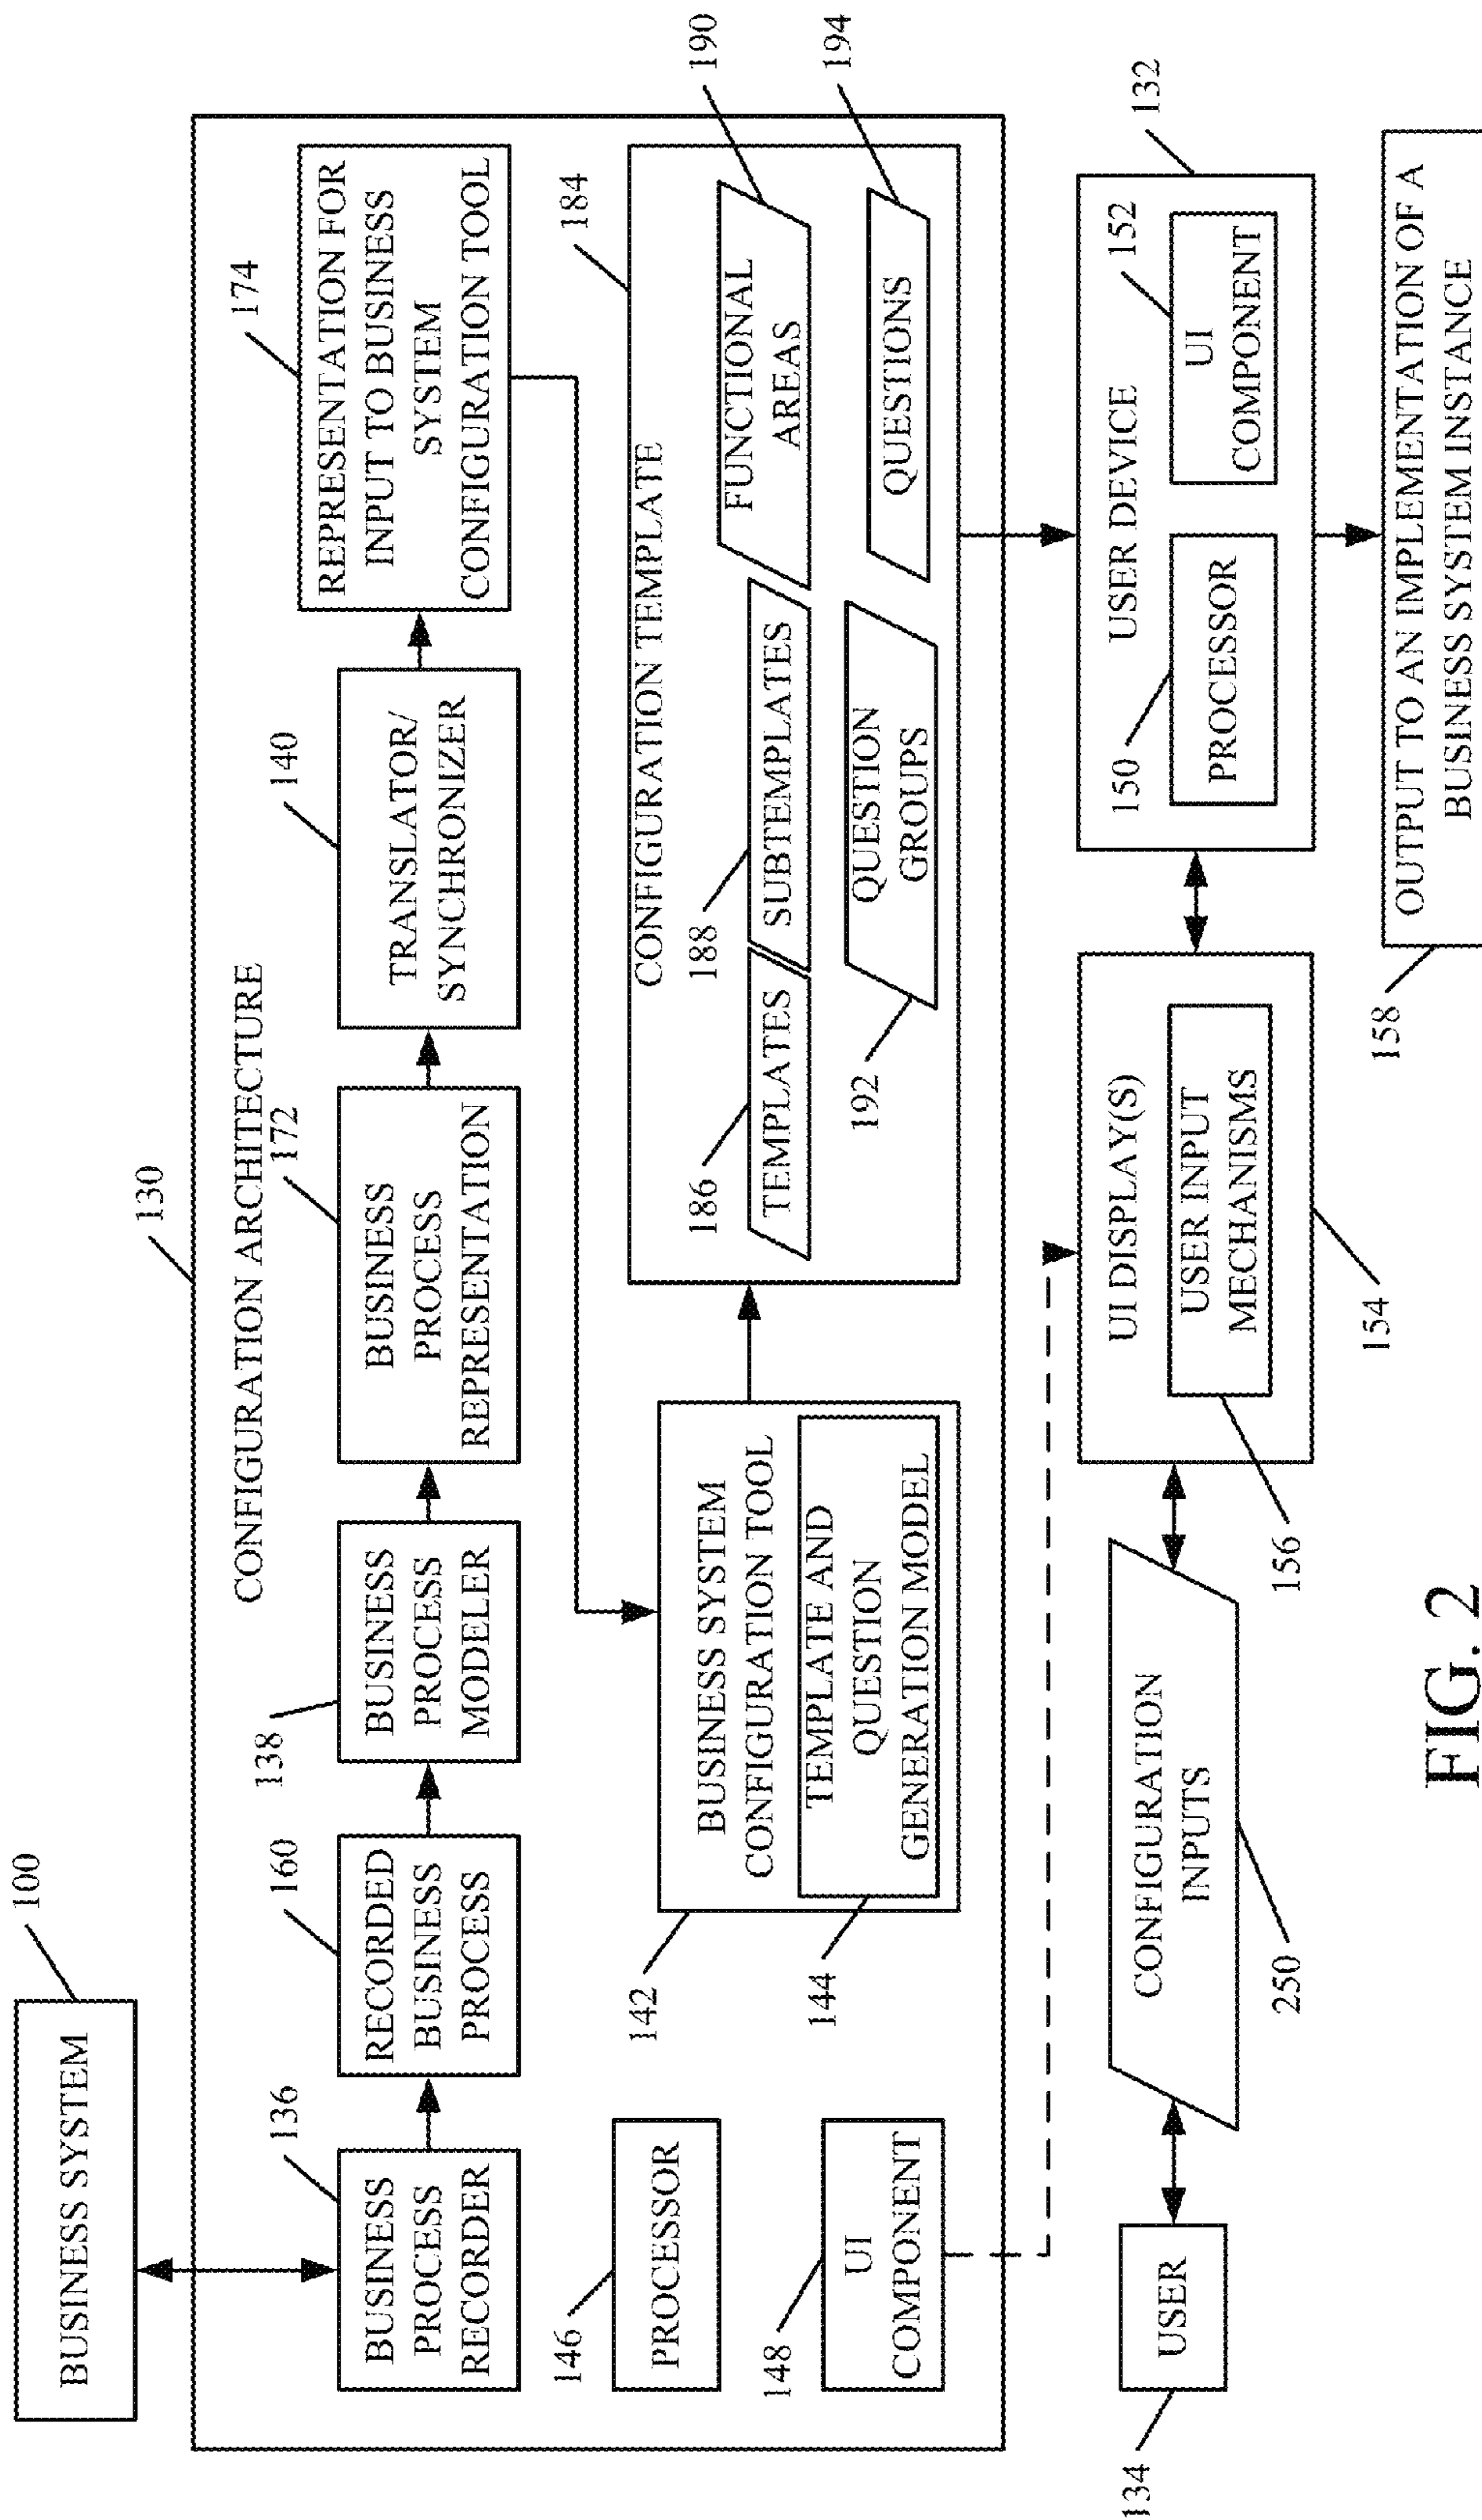 100
BUSINESS SYSTEM
130
CONFIGURATION ARCHITECTURE
136
BUSINESS
PROCESS
RECORDER
160
RECORDED
BUSINESS
PROCESS
138
BUSINESS
PROCESS
MODELER
172
BUSINESS
PROCESS
REPRESENTATION
140
TRANSLATOR/
SYNCHRONIZER
174
REPRESENTATION FOR
INPUT TO BUSINESS
SYSTEM
CONFIGURATION TOOL
146
PROCESSOR
148
UI
COMPONENT
142
BUSINESS SYSTEM
CONFIGURATION TOOL
144
TEMPLATE AND
QUESTION
GENERATION MODEL
184
CONFIGURATION TEMPLATE
186
TEMPLATES
188
SUBTEMPLATES
190
FUNCTIONAL
AREAS
192
QUESTION
GROUPS
194
QUESTIONS
134
USER
250
CONFIGURATION
INPUTS
154
UI DISPLAY(S)
156
USER INPUT
MECHANISMS
132
USER DEVICE
150
PROCESSOR
152
UI
COMPONENT
158
OUTPUT TO AN IMPLEMENTATION OF A
BUSINESS SYSTEM INSTANCE
FIG. 2